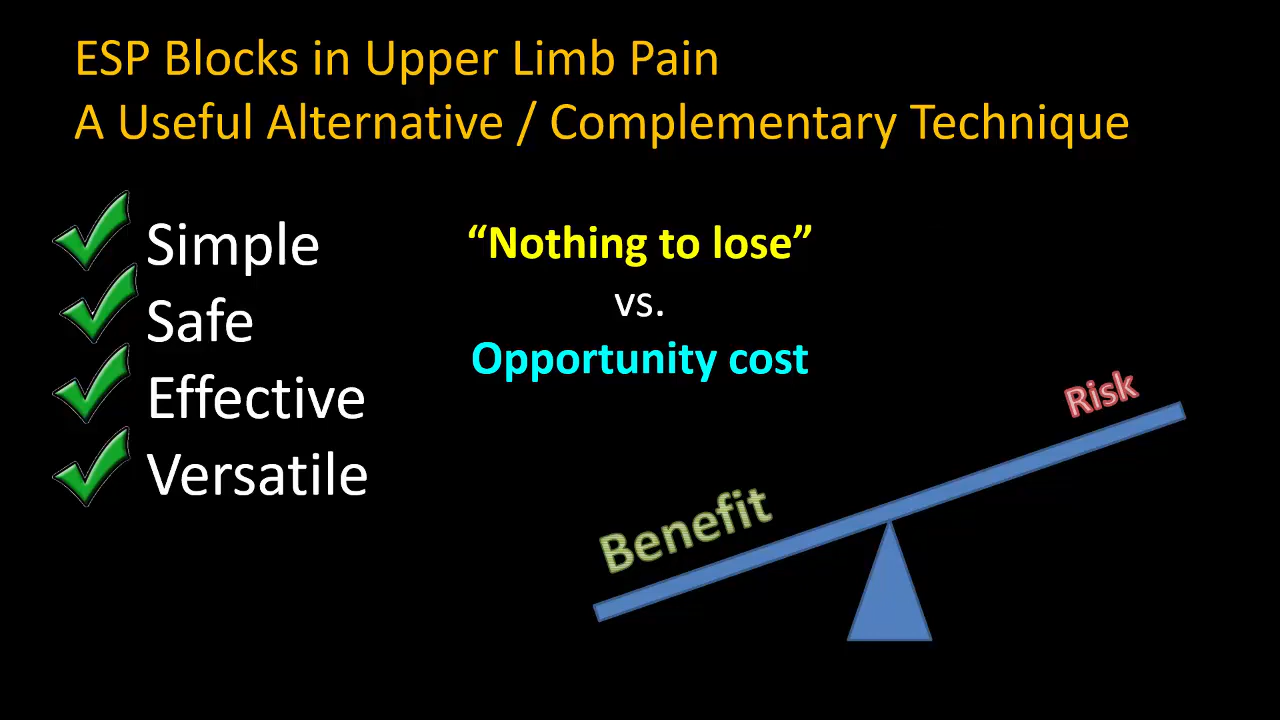 ESP Blocks in Upper Limb Pain
A Useful Alternative / Complementary Technique
Simple
Safe
Effective
Versatile
“Nothing to lose”
vs.
Opportunity cost
Risk
Benefit